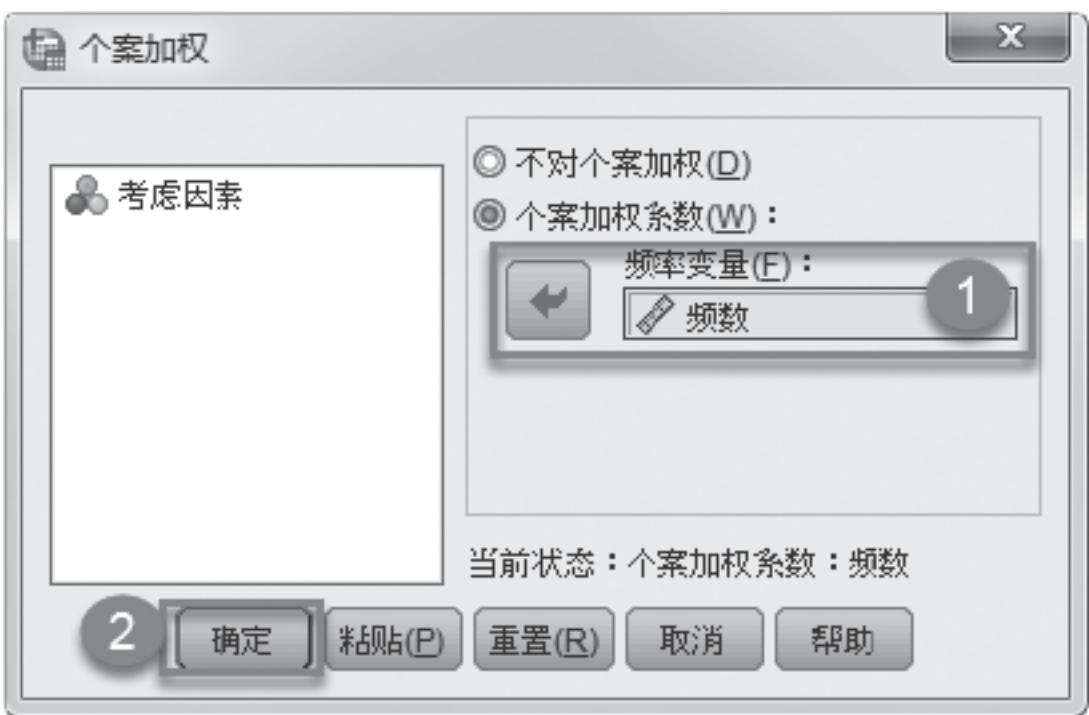 个案加权
考虑因素
不对个案加权(D)
个案加权系数(W)：
频率变量(F)：
频数
1
当前状态：个案加权系数：频数
2
确定 粘贴(P) 重置(R) 取消 帮助